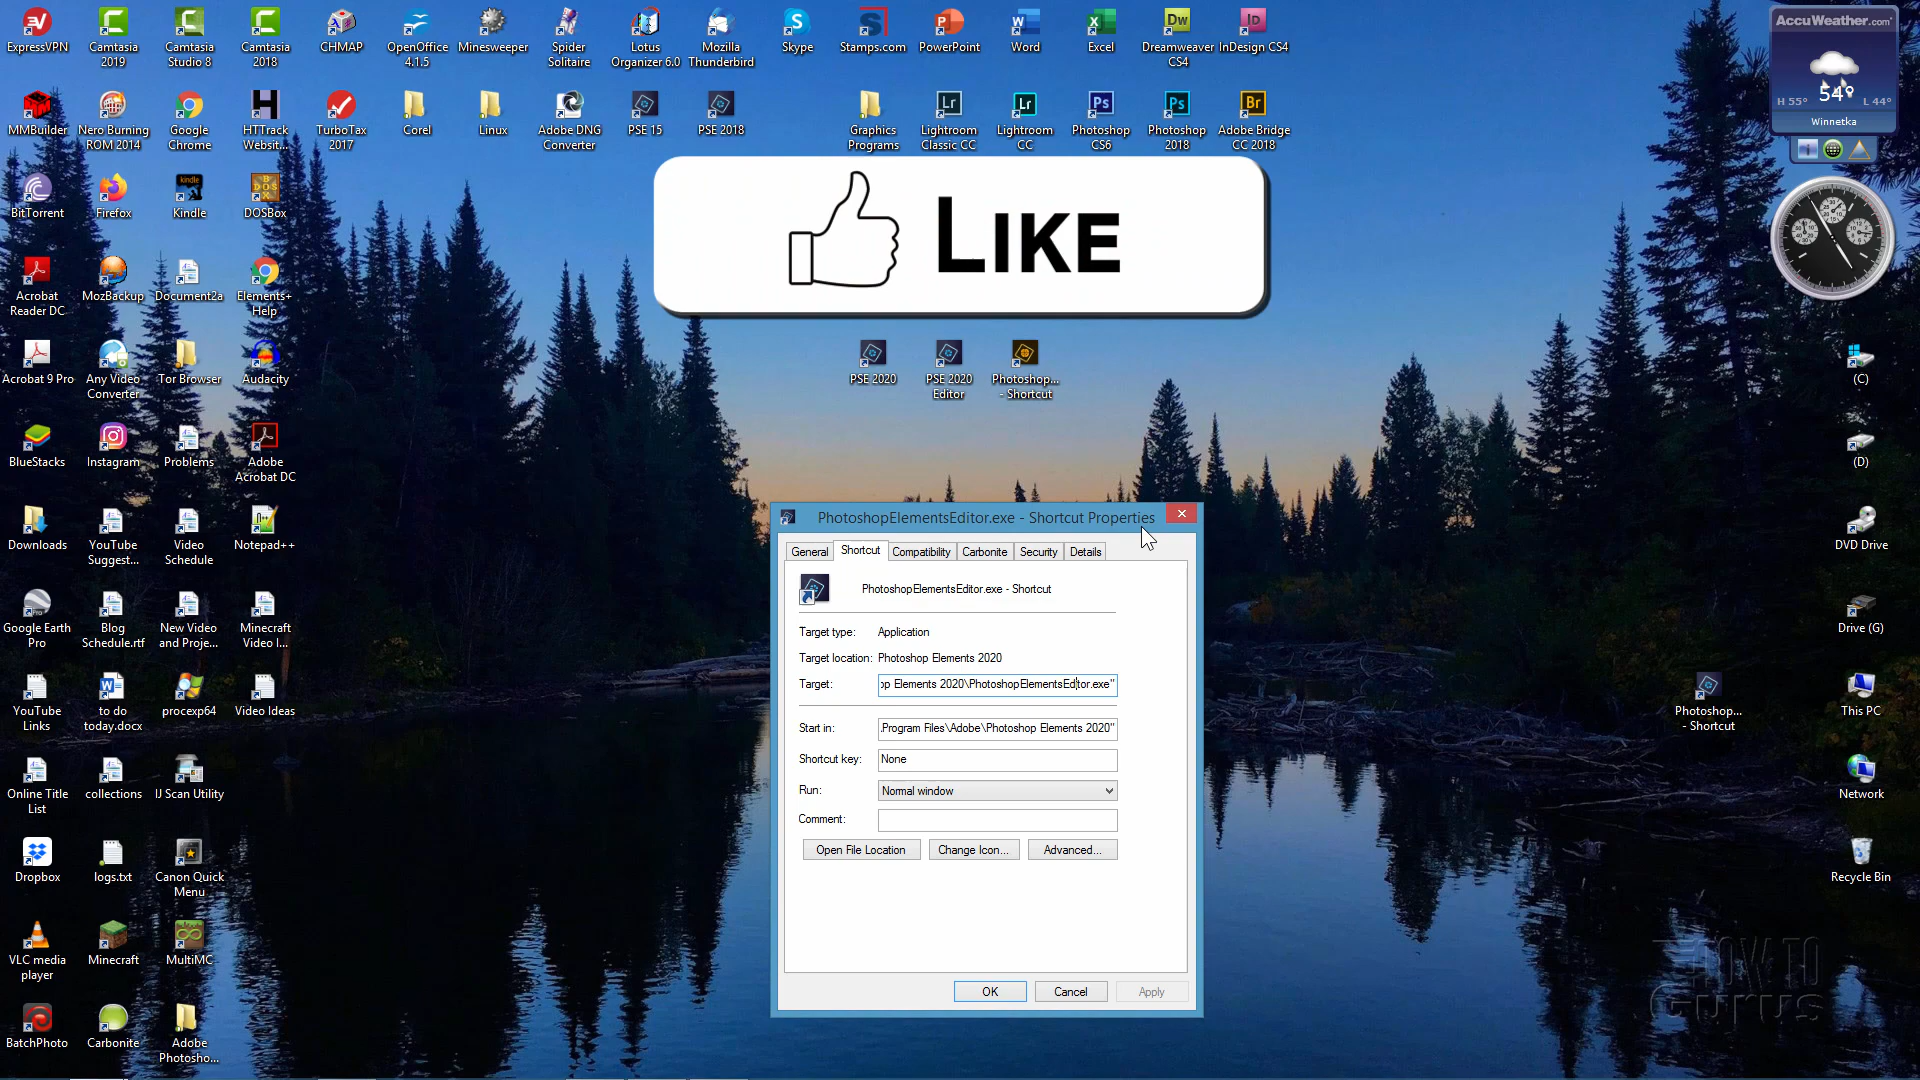 ExpressVPN
Camtasia
2019
Camtasia
Studio 8
Camtasia
2018
CHMAP
OpenOffice
4.1.5
Minesweeper
Spider
Solitaire
Lotus
Organizer 6.0
Mozilla
Thunderbird
Skype
Stamps.com
PowerPoint
Word
Excel
Dreamweaver
CS4
InDesign CS4
AccuWeather.com
54°
H 55°
L 44°
Winnetka
MMBuilder
Nero Burning
ROM 2014
Google
Chrome
HTTrack
Websit...
TurboTax
2017
Corel
Linux
Adobe DNG
Converter
PSE 15
PSE 2018
Graphics
Programs
Lightroom
Classic CC
Lightroom
CC
Photoshop
CS6
Photoshop
2018
Adobe Bridge
CC 2018
LIKE
BitTorrent
Firefox
Kindle
DOSBox
Acrobat
Reader DC
MozBackup
Document2a
Elements+
Help
Acrobat 9 Pro
Any Video
Converter
Tor Browser
Audacity
PSE 2020
PSE 2020
Editor
Photoshop...
- Shortcut
(C)
BlueStacks
Instagram
Problems
Adobe
Acrobat DC
(D)
Downloads
YouTube
Suggest...
Video
Schedule
Notepad++
DVD Drive
Google Earth
Pro
Blog
Schedule.rtf
New Video
and Proje...
Minecraft
Video I...
Drive (G)
YouTube
Links
to do
today.docx
procexp64
Video Ideas
Photoshop...
- Shortcut
This PC
Online Title
List
collections
IJ Scan Utility
Network
Dropbox
logs.txt
Canon Quick
Menu
Recycle Bin
VLC media
player
Minecraft
MultiMC
BatchPhoto
Carbonite
Adobe
Photosho...
PhotoshopElementsEditor.exe - Shortcut Properties
General
Shortcut
Compatibility
Carbonite
Security
Details
PhotoshopElementsEditor.exe - Shortcut
Target type:
Application
Target location:
Photoshop Elements 2020
Target:
op Elements 2020\PhotoshopElementsEditor.exe"
Start in:
:Program Files\Adobe\Photoshop Elements 2020"
Shortcut key:
None
Run:
Normal window
Comment:
Open File Location
Change Icon...
Advanced...
OK
Cancel
Apply
HOW TO
GURUS